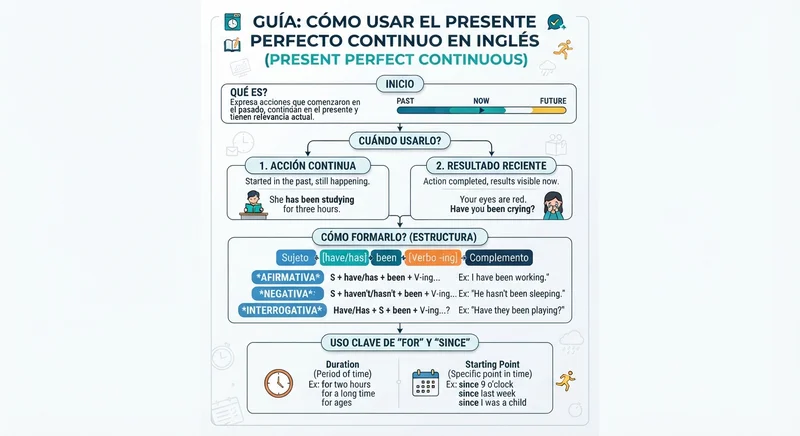 GUÍA: CÓMO USAR EL PRESENTE
PERFECTO CONTINUO EN INGLÉS
(PRESENT PERFECT CONTINUOUS)
INICIO
QUÉ ES?
Expresa acciones que comenzaron en
el pasado, continúan en el presente y
tienen relevancia actual.
PAST NOW FUTURE
CUÁNDO USARLO?
1. ACCIÓN CONTINUA
Started in the past, still happening.
She has been studying
for three hours.
2. RESULTADO RECIENTE
Action completed, results visible now.
Your eyes are red.
Have you been crying?
CÓMO FORMARLO? (ESTRUCTURA)
Sujeto + [have/has] + been + [Verbo -ing] + Complemento
*AFIRMATIVA* S + have/has + been + V-ing... Ex: I have been working."
*NEGATIVA*: S + haven't/hasn't + been + V-ing... Ex: "He hasn't been sleeping."
*INTERROGATIVA* Have/Has + S + been + V-ing...? Ex: "Have they been playing?"
USO CLAVE DE "FOR" Y "SINCE"
Duration
(Period of time)
Ex: for two hours
for a long time
for ages
Starting Point
(Specific point in time)
Ex: since 9 o'clock
since last week
since I was a child